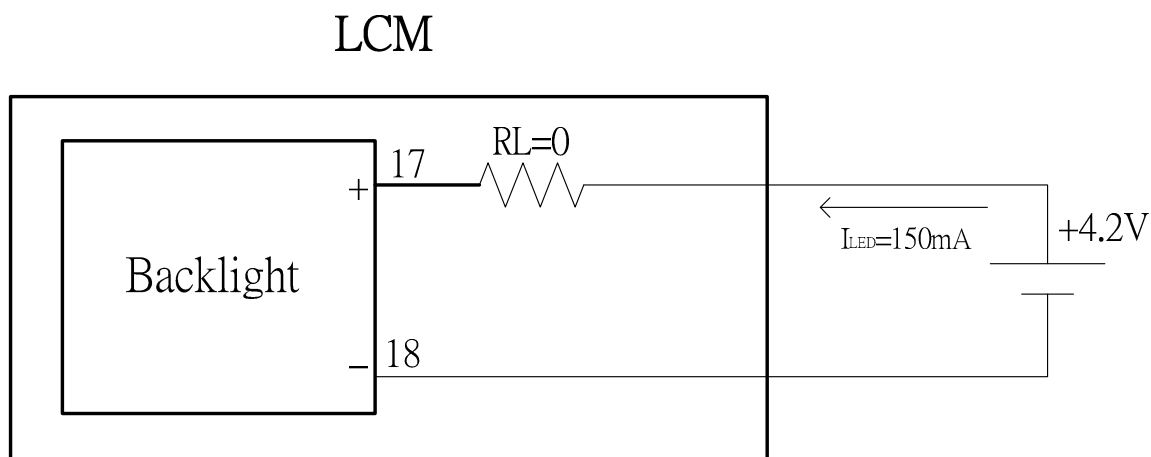 LCM
RL=0
17
+
ILED=150mA
+4.2V
Backlight
18
−